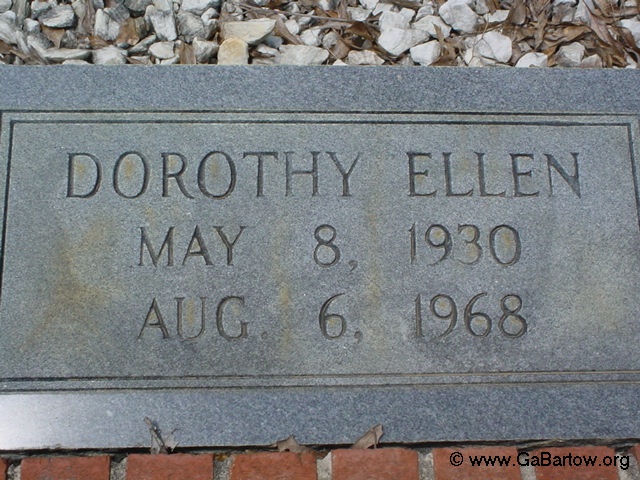 DOROTHY ELLEN
MAY 8, 1930
AUG. 6, 1968
© www.GaBartow.org